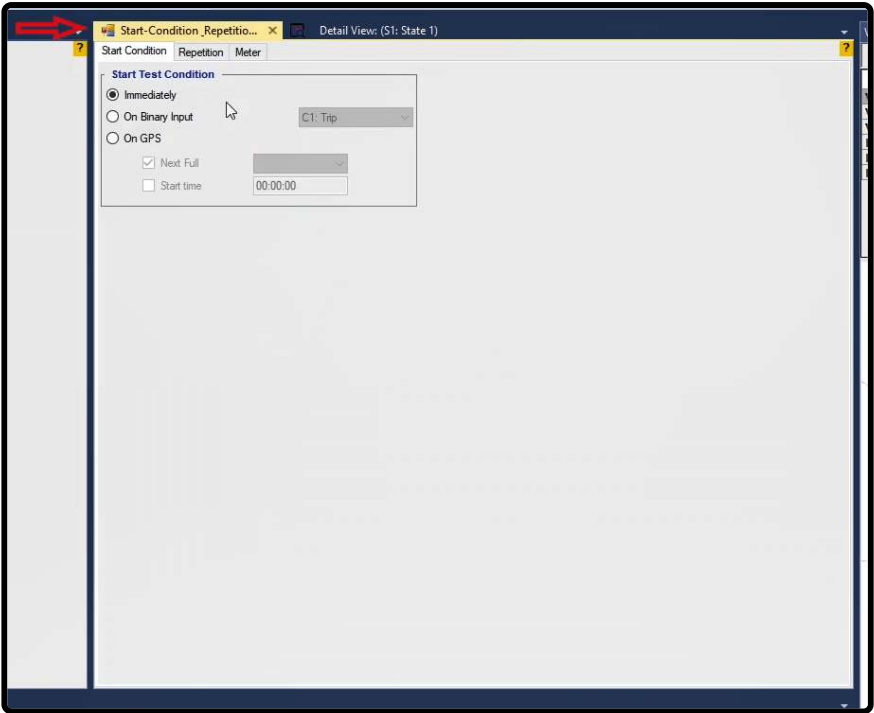 Start-Condition_Repetitio... Detail View: (S1: State 1)
? Start Condition Repetition Meter ?
Start Test Condition
Immediately
On Binary Input C1: Trip
On GPS
Next Full
Start time 00:00:00